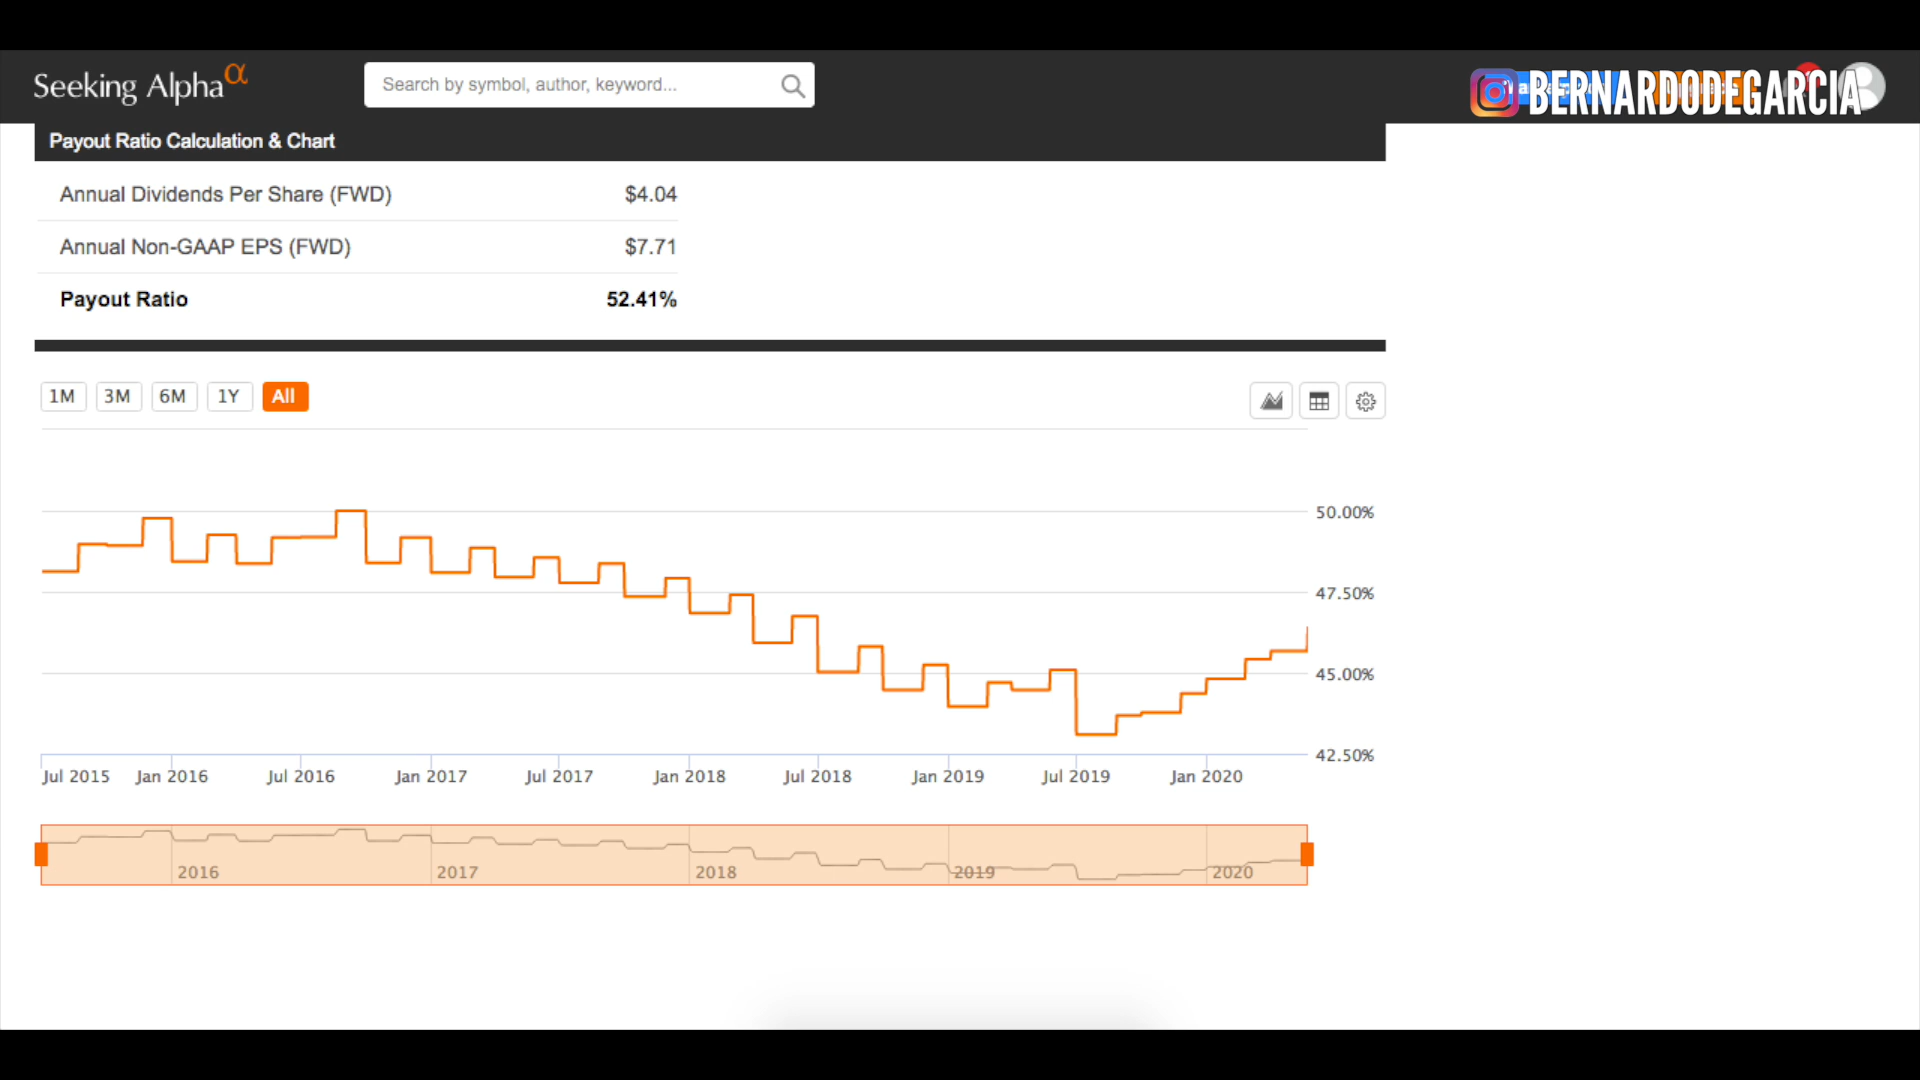 Seeking Alpha α
Search by symbol, author, keyword...
BERNARDODEGARCIA
Payout Ratio Calculation & Chart
Annual Dividends Per Share (FWD) $4.04
Annual Non-GAAP EPS (FWD) $7.71
Payout Ratio 52.41%
1M 3M 6M 1Y All
50.00%
47.50%
45.00%
42.50%
Jul 2015 Jan 2016 Jul 2016 Jan 2017 Jul 2017 Jan 2018 Jul 2018 Jan 2019 Jul 2019 Jan 2020
2016 2017 2018 2019 2020